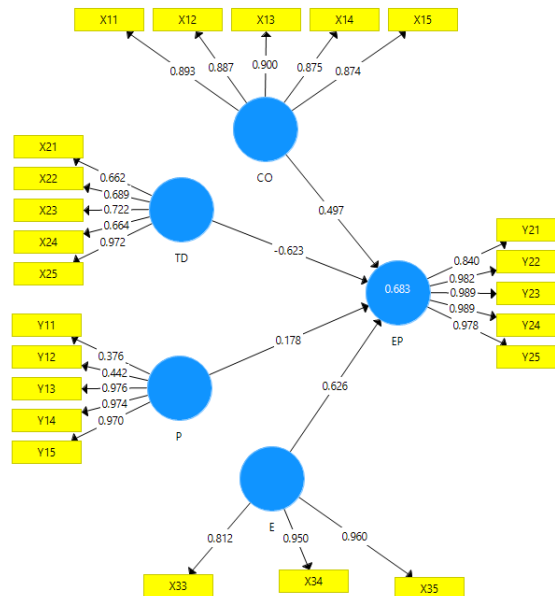 X11 X12 X13 X14 X15
0.893 0.887 0.900 0.875 0.874
CO
X21
X22
X23
X24
X25
0.662
0.689
0.722
0.664
0.972
TD
0.497
-0.623
Y11
Y12
Y13
Y14
Y15
0.376
0.442
0.976
0.974
0.970
P
0.178
0.683
EP
0.840
0.982
0.989
0.989
0.978
Y21
Y22
Y23
Y24
Y25
0.626
E
0.812 0.950 0.960
X33 X34 X35